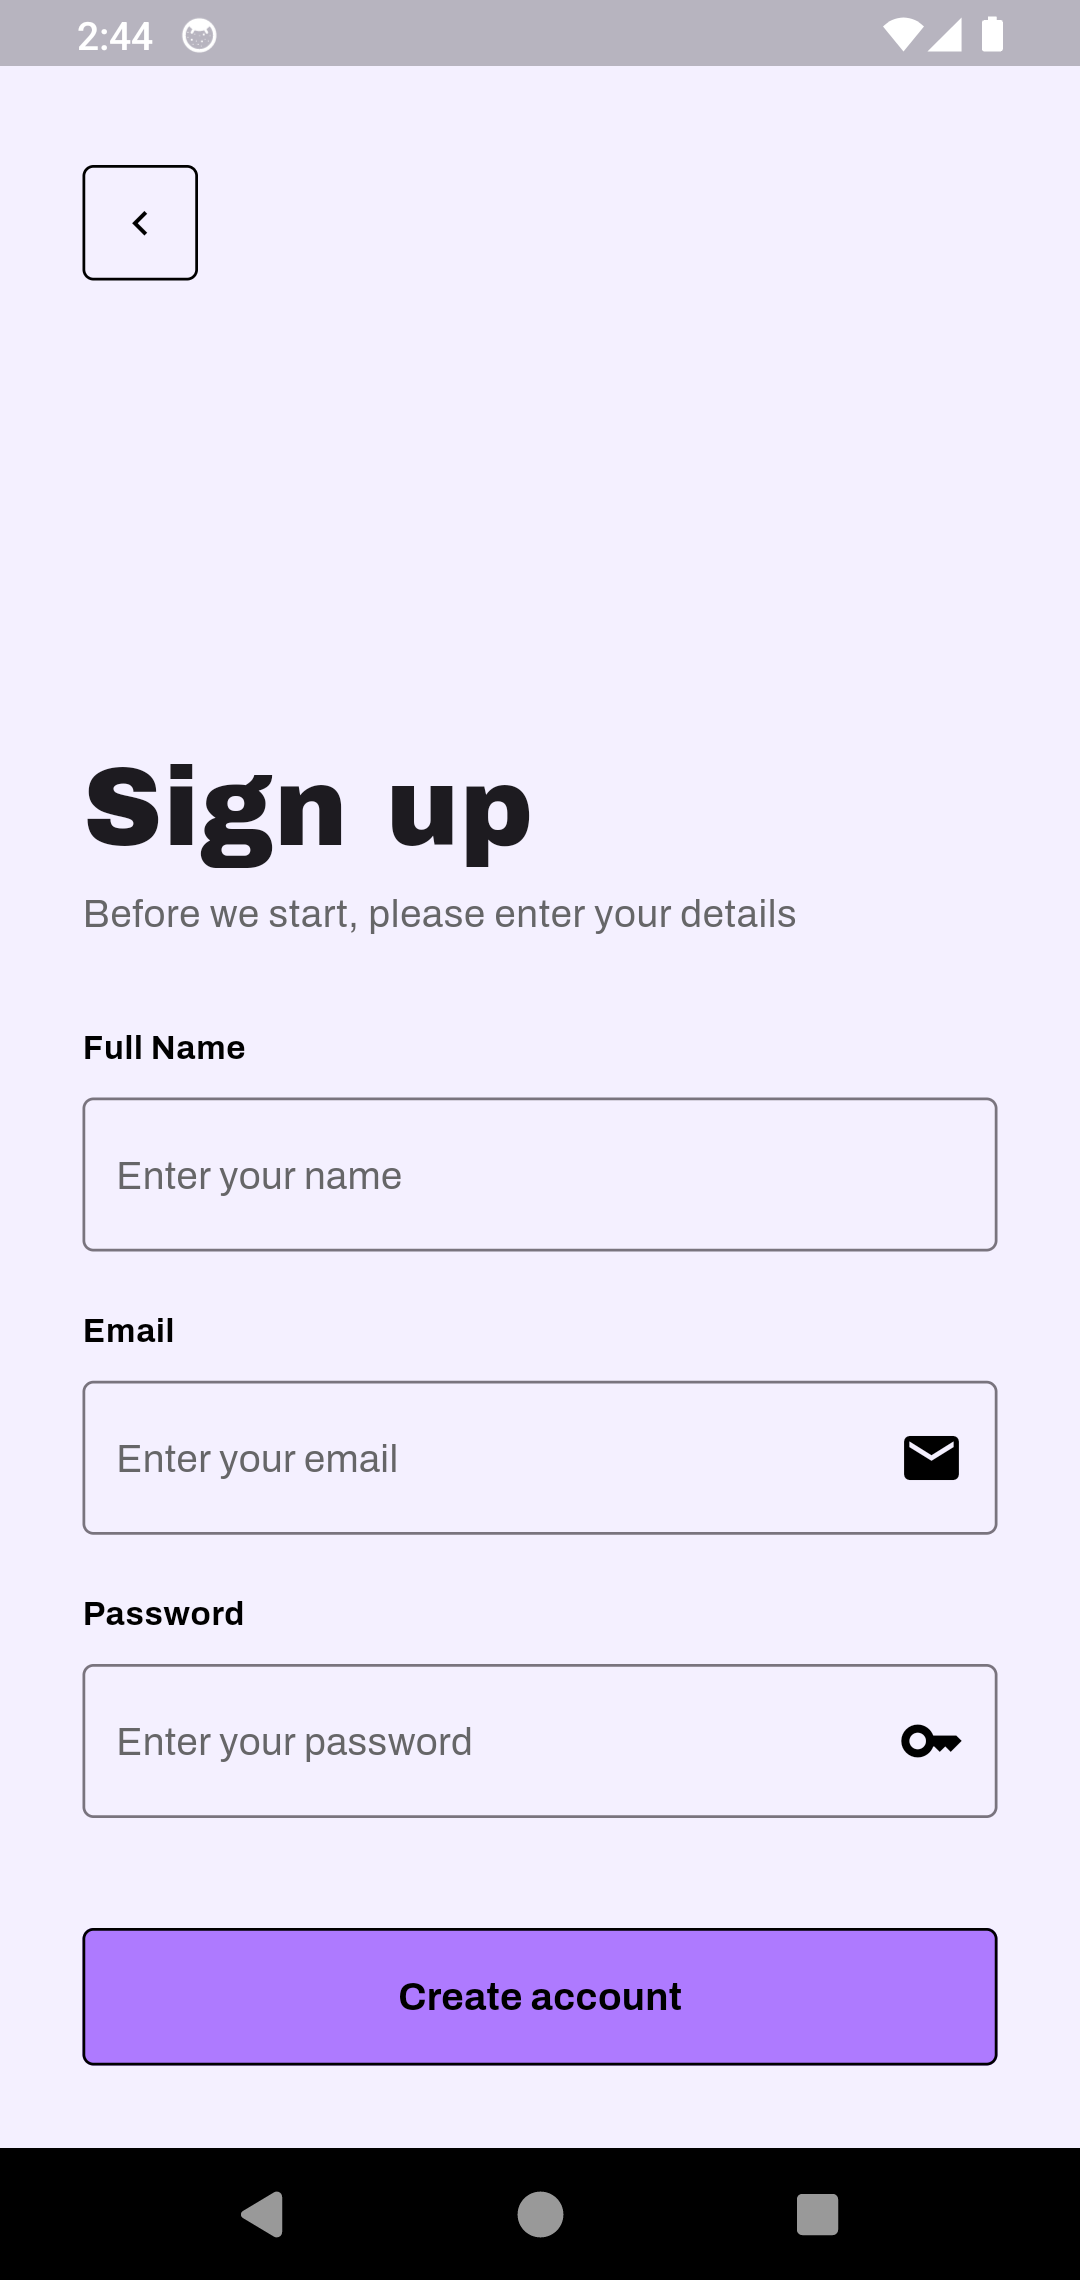 2:44
Sign up
Before we start, please enter your details
Full Name
Enter your name
Email
Enter your email
Password
Enter your password
Create account